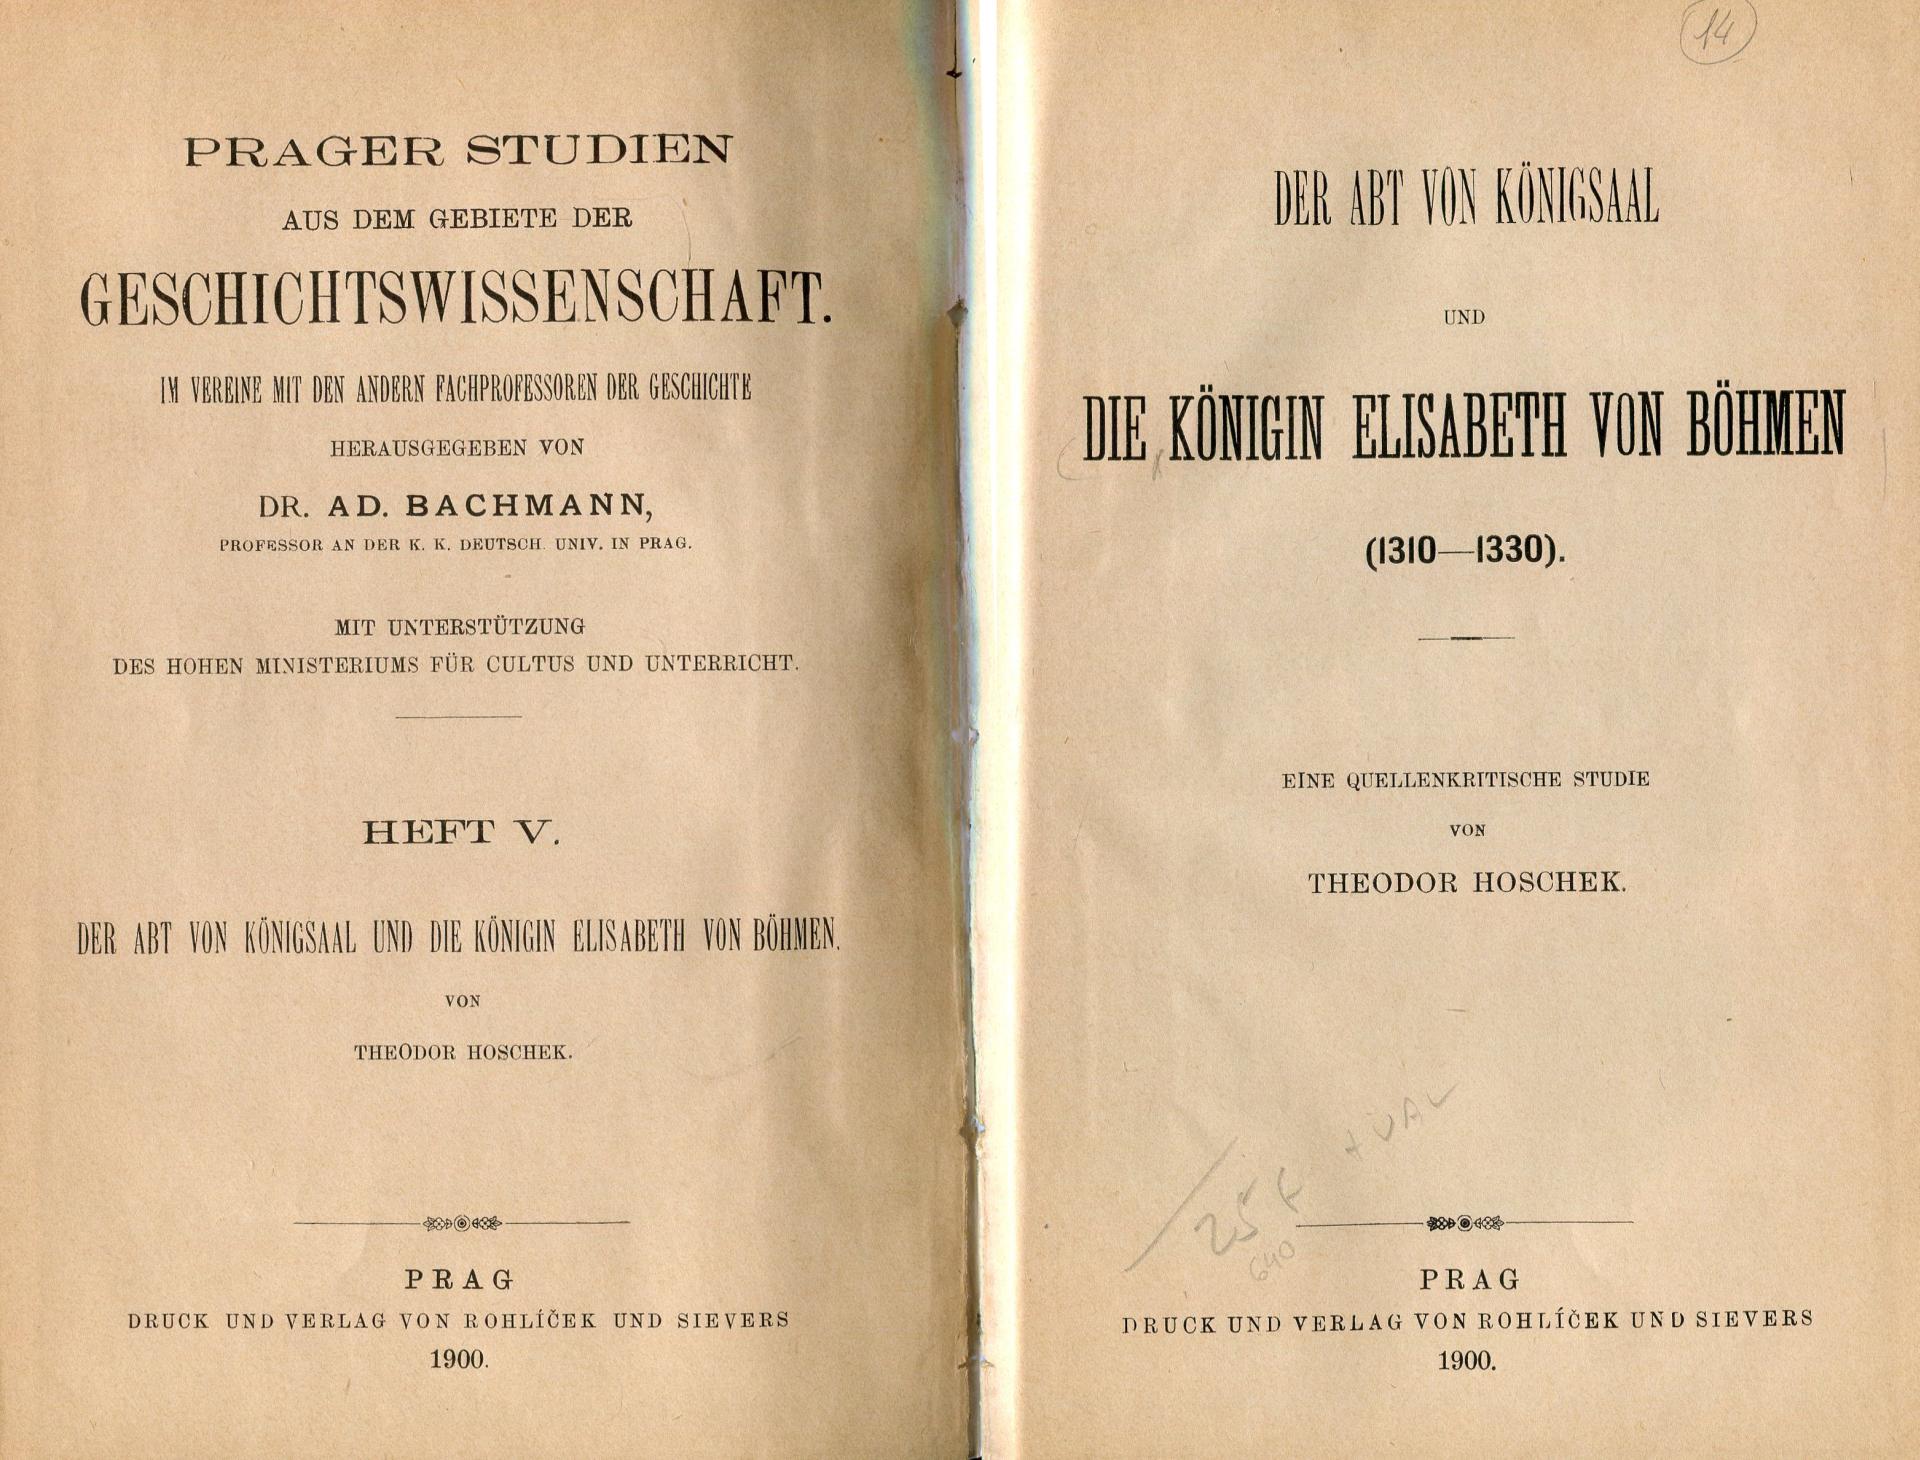 PRAGER STUDIEN
AUS DEM GEBIETE DER
GESCHICHTSWISSENSCHAFT.
IM VEREINE MIT DEN ANDERN FACHPROFESSOREN DER GESCHICHTE
HERAUSGEGEBEN VON
DR. AD. BACHMANN,
PROFESSOR AN DER K. K. DEUTSCH. UNIV. IN PRAG.
MIT UNTERSTÜTZUNG
DES HOHEN MINISTERIUMS FÜR CULTUS UND UNTERRICHT.
HEFT V.
DER ABT VON KÖNIGSAAL UND DIE KÖNIGIN ELISABETH VON BÖHMEN.
VON
THEODOR HOSCHEK.
PRAG
DRUCK UND VERLAG VON ROHLÍČEK UND SIEVERS
1900.
14
DER ABT VON KÖNIGSAAL
UND
DIE KÖNIGIN ELISABETH VON BÖHMEN
(1310—1330).
EINE QUELLENKRITISCHE STUDIE
VON
THEODOR HOSCHEK.
640
PRAG
DRUCK UND VERLAG VON ROHLÍČEK UND SIEVERS
1900.